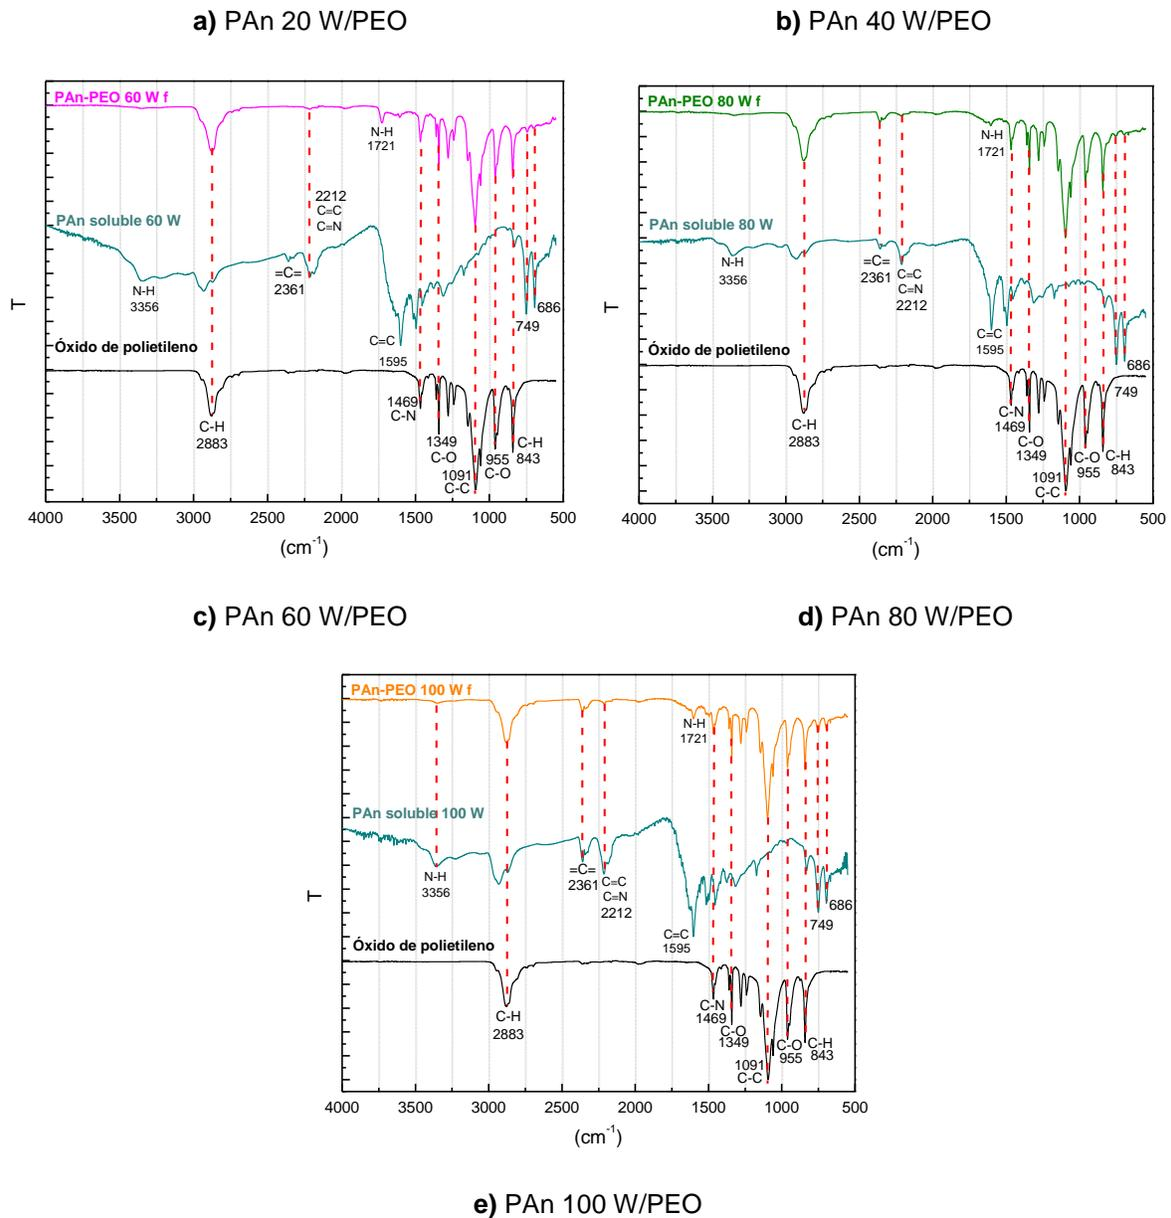 a) PAn 20 W/PEO
b) PAn 40 W/PEO
PAn-PEO 60 W f
N-H
1721
2212
C=C
C=N
PAn soluble 60 W
=C=
2361
N-H
3356
686
749
C=C
1595
Óxido de polietileno
1469
C-N
C-H
2883
1349
C-O
1091
C-C
955
C-O
C-H
843
T
4000 3500 3000 2500 2000 1500 1000 500
(cm-1)
PAn-PEO 80 W f
N-H
1721
PAn soluble 80 W
N-H
3356
=C=
2361
C=C
C=N
2212
C=C
1595
686
749
Óxido de polietileno
C-H
2883
C-N
1469
C-O
1349
1091
C-C
C-O
955
C-H
843
T
4000 3500 3000 2500 2000 1500 1000 500
(cm-1)
c) PAn 60 W/PEO
d) PAn 80 W/PEO
PAn-PEO 100 W f
N-H
1721
PAn soluble 100 W
N-H
3356
=C=
2361
C=C
C=N
2212
C=C
1595
686
749
Óxido de polietileno
C-H
2883
C-N
1469
C-O
1349
1091
C-C
C-O
955
C-H
843
T
4000 3500 3000 2500 2000 1500 1000 500
(cm-1)
e) PAn 100 W/PEO